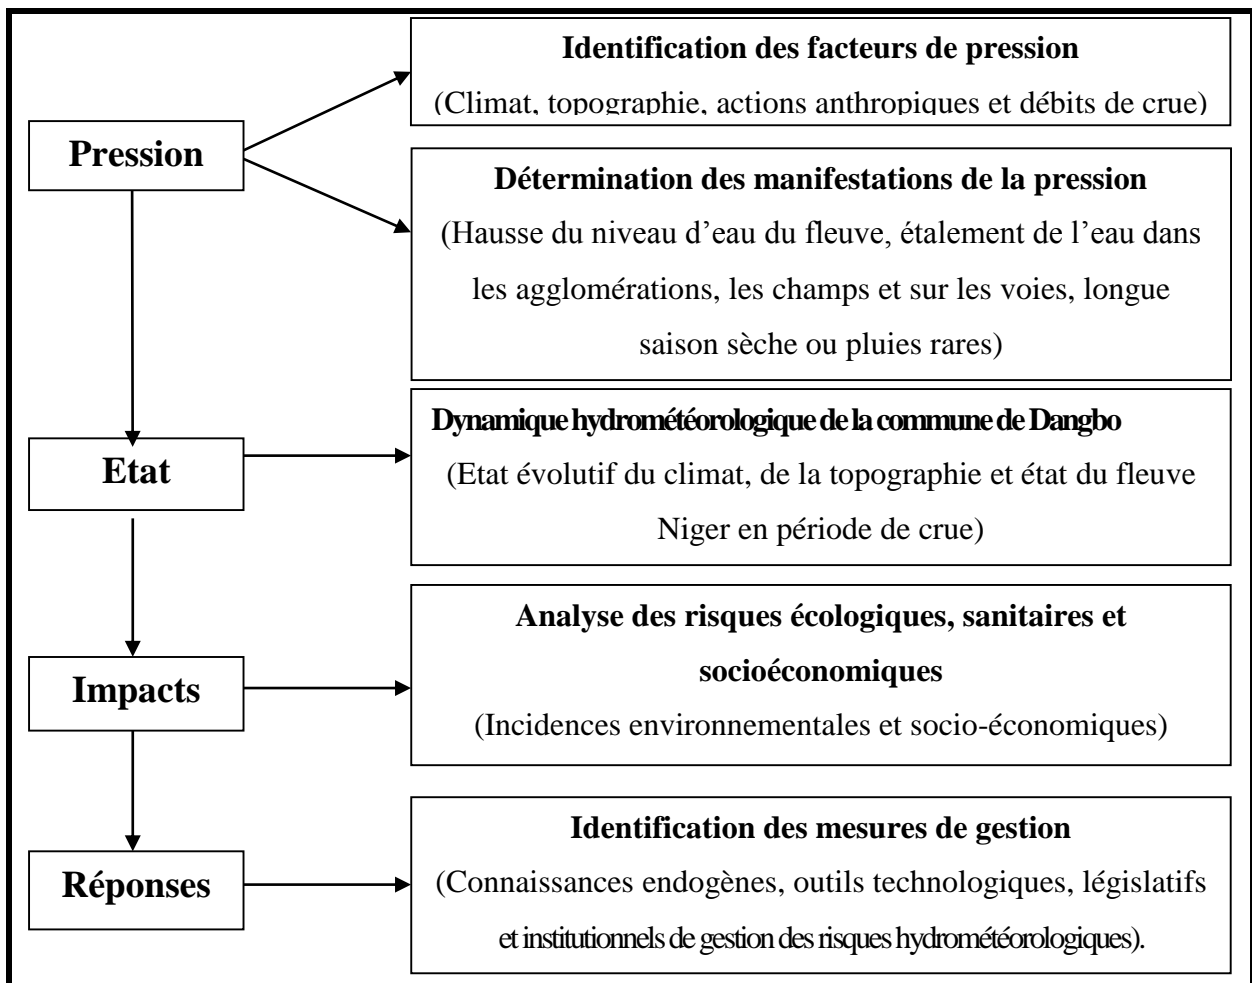 Identification des facteurs de pression
(Climat, topographie, actions anthropiques et débits de crue)
Pression
Détermination des manifestations de la pression
(Hausse du niveau d’eau du fleuve, étalement de l’eau dans
les agglomérations, les champs et sur les voies, longue
saison sèche ou pluies rares)
Dynamique hydrométéorologique de la commune de Dangbo
Etat
(Etat évolutif du climat, de la topographie et état du fleuve
Niger en période de crue)
Analyse des risques écologiques, sanitaires et
socioéconomiques
Impacts
(Incidences environnementales et socio-économiques)
Identification des mesures de gestion
Réponses
(Connaissances endogènes, outils technologiques, législatifs
et institutionnels de gestion des risques hydrométéorologiques).